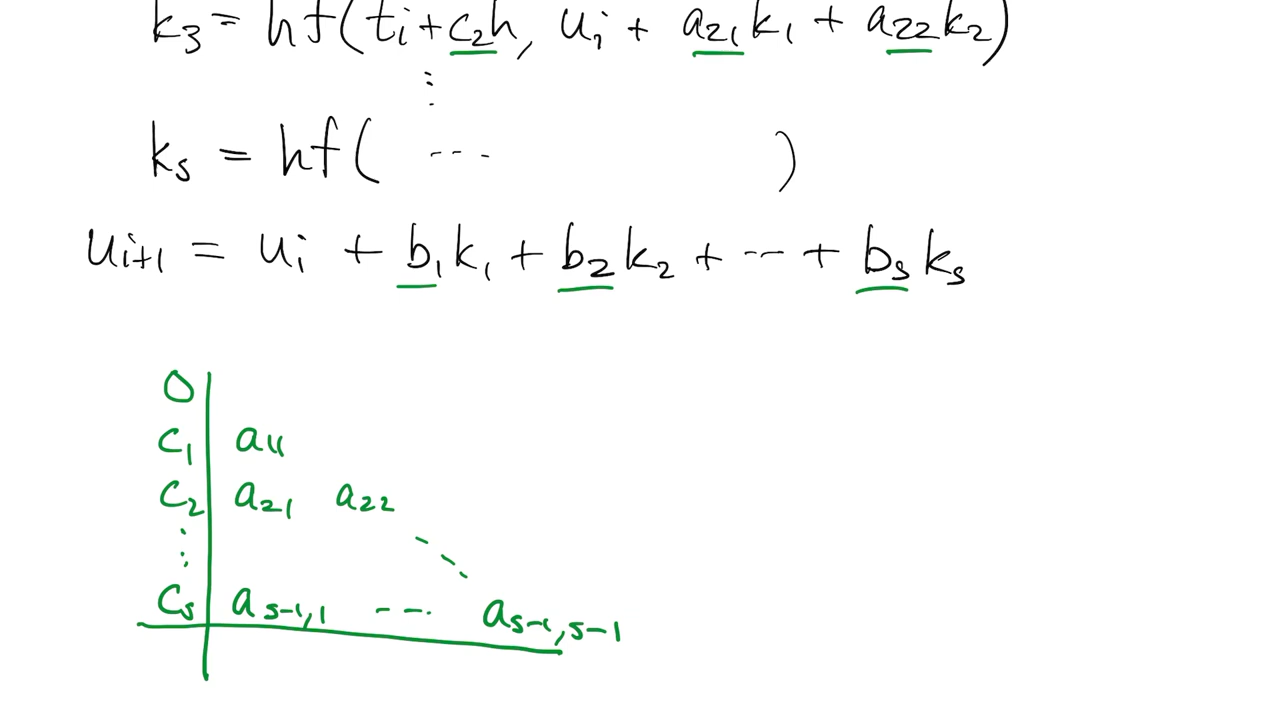 k₃ = hf(tᵢ + c₂h, uᵢ + a₂₁k₁ + a₂₂k₂)
⋮
kₛ = hf( --- )
uᵢ₊₁ = uᵢ + b₁k₁ + b₂k₂ + ⋯ + bₛkₛ
0
c₁ a₁₁
c₂ a₂₁ a₂₂
⋮ ⋱
cₛ aₛ₋₁,₁ --- aₛ₋₁,ₛ₋₁